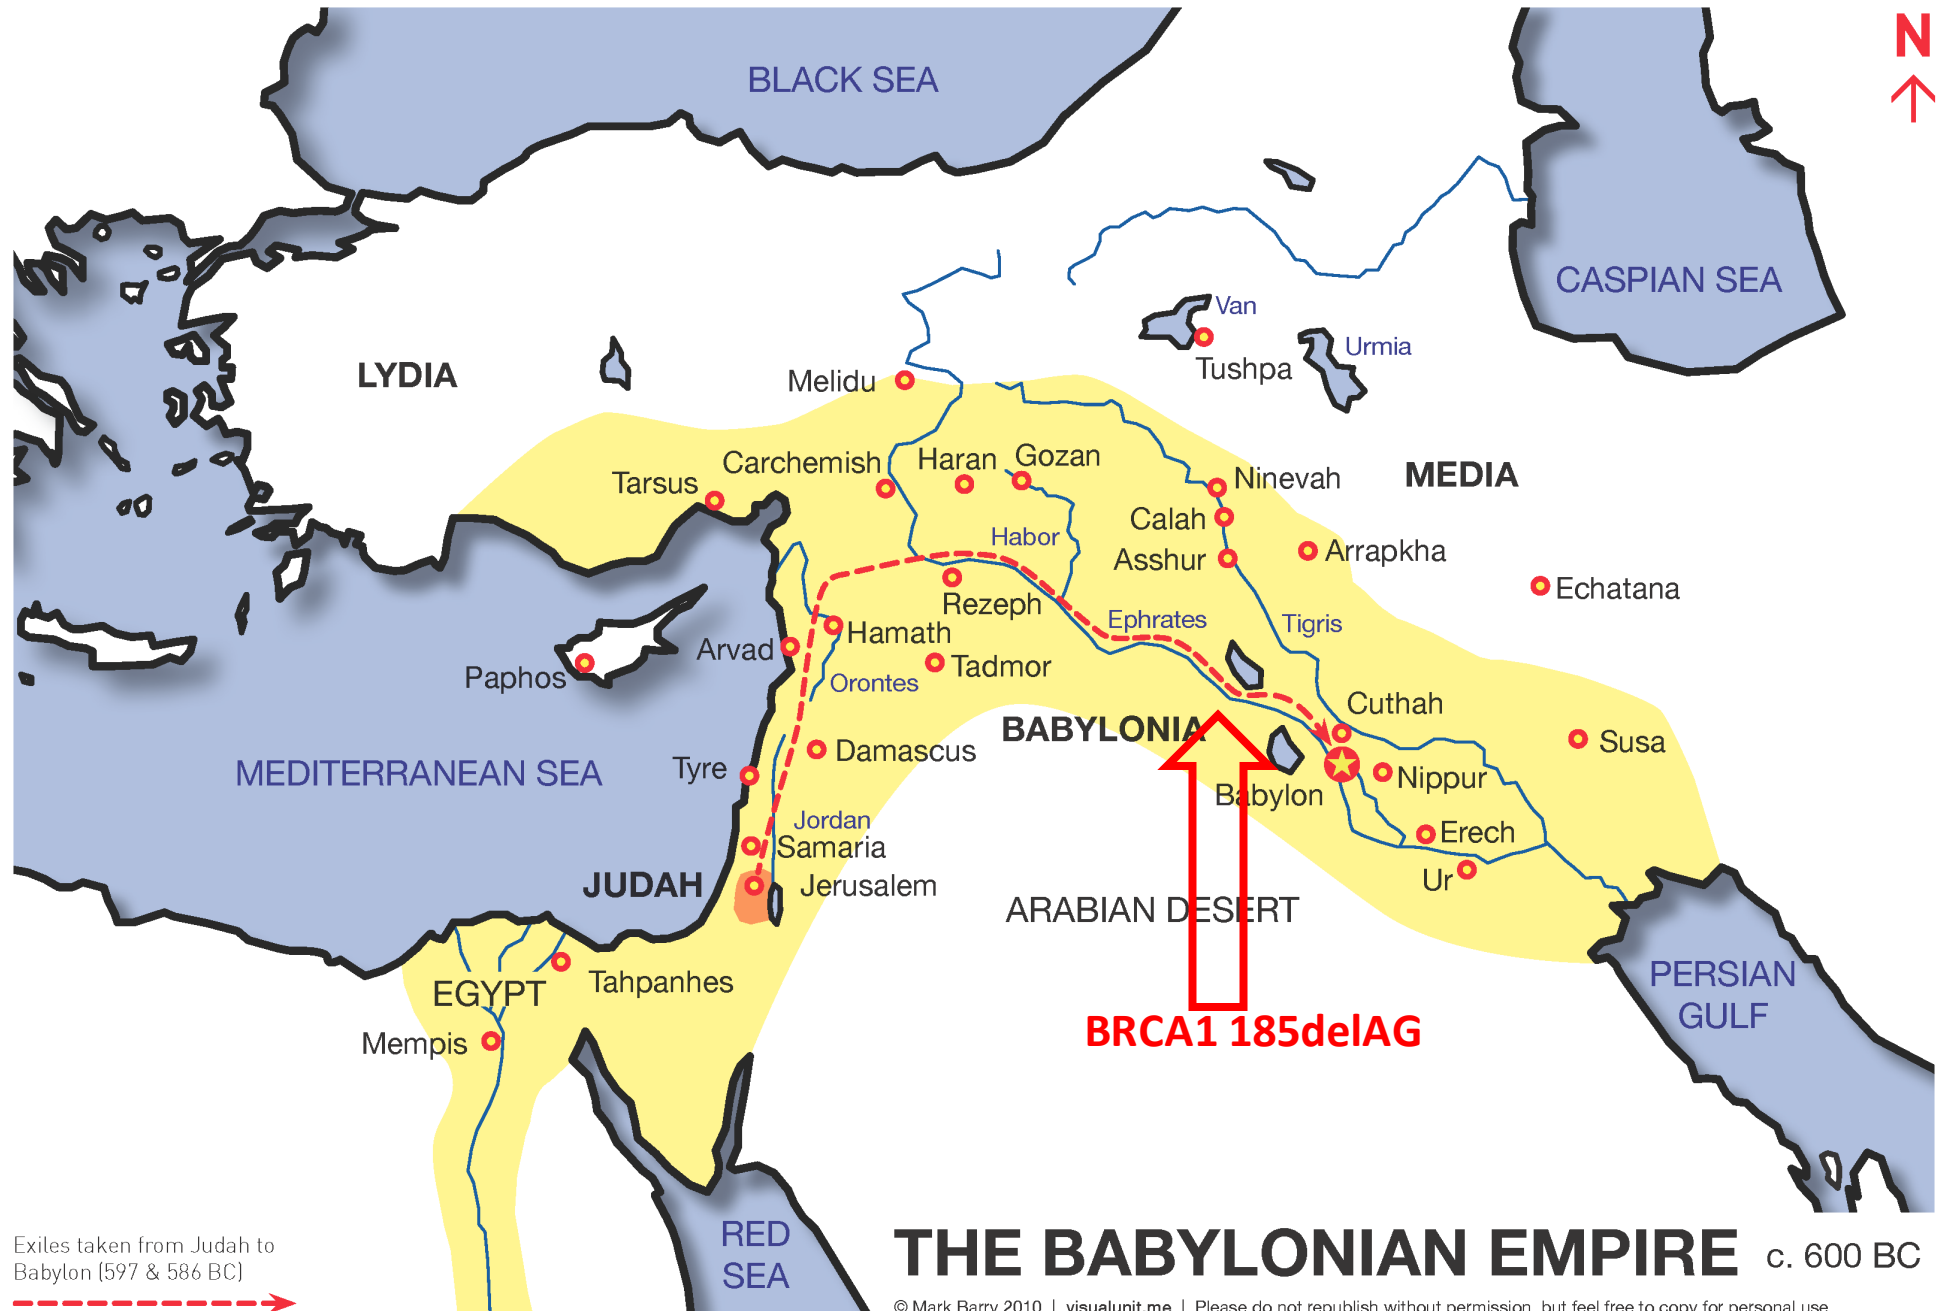 N
BLACK SEA
CASPIAN SEA
Van
Urmia
Tushpa
LYDIA
Melidu
Carchemish
Haran
Gozan
Tarsus
Ninevah
MEDIA
Calah
Habor
Asshur
Arrapkha
Echatana
Rezeph
Ephrates
Tigris
Hamath
Arvad
Tadmor
Paphos
Orontes
Cuthah
BABYLONIA
Susa
Damascus
MEDITERRANEAN SEA
Tyre
Nippur
Babylon
Jordan
Samaria
Erech
JUDAH
Jerusalem
Ur
ARABIAN DESERT
EGYPT
Tahpanhes
PERSIAN
GULF
BRCA1 185delAG
Mempis
RED
SEA
Exiles taken from Judah to
Babylon (597 & 586 BC)
THE BABYLONIAN EMPIRE c. 600 BC
© Mark Barry 2010 | visualunit.me | Please do not republish without permission, but feel free to copy for personal use